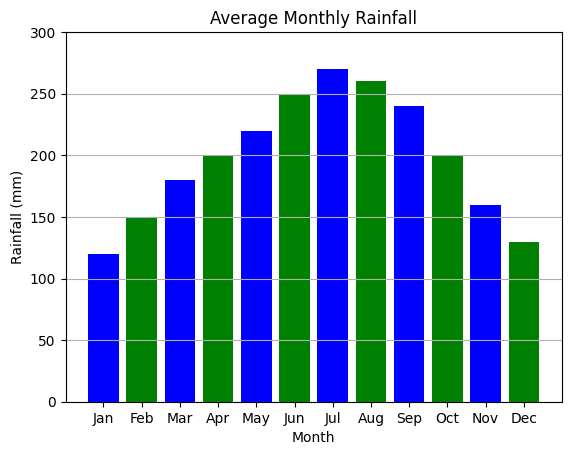 Average Monthly Rainfall
Rainfall (mm)
300
250
200
150
100
50
0
Jan Feb Mar Apr May Jun Jul Aug Sep Oct Nov Dec
Month